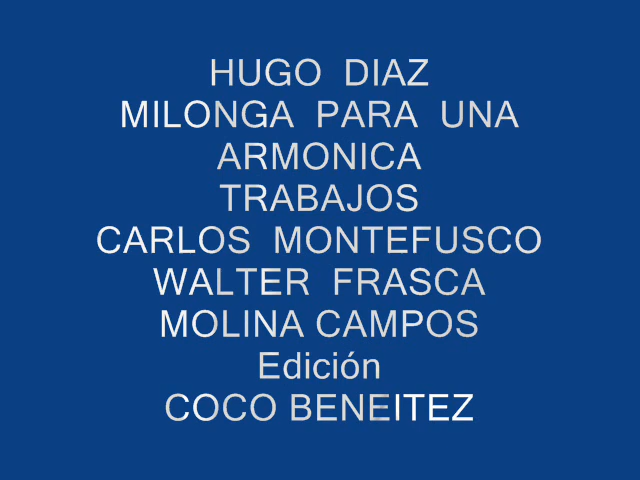 HUGO DIAZ
MILONGA PARA UNA
ARMONICA
TRABAJOS
CARLOS MONTEFUSCO
WALTER FRASCA
MOLINA CAMPOS
Edición
COCO BENEITEZ